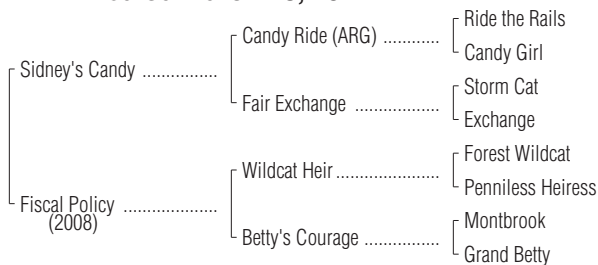 Ride the Rails
Candy Ride (ARG) ............
Candy Girl
Sidney's Candy ................
Storm Cat
Fair Exchange ..................
Exchange
Forest Wildcat
Wildcat Heir ......................
Penniless Heiress
Fiscal Policy ....................
(2008)
Montbrook
Betty's Courage ................
Grand Betty